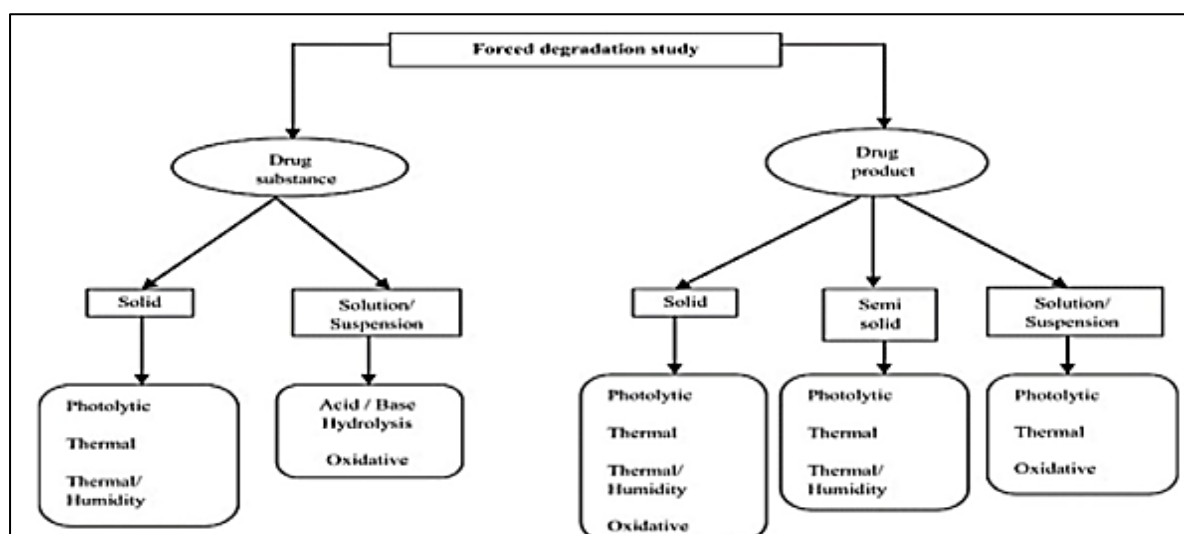 Forced degradation study
Drug
substance
Drug
product
Solid
Solution/
Suspension
Solid
Semi
solid
Solution/
Suspension
Photolytic
Thermal
Thermal/
Humidity
Acid / Base
Hydrolysis
Oxidative
Photolytic
Thermal
Thermal/
Humidity
Oxidative
Photolytic
Thermal
Thermal/
Humidity
Photolytic
Thermal
Oxidative